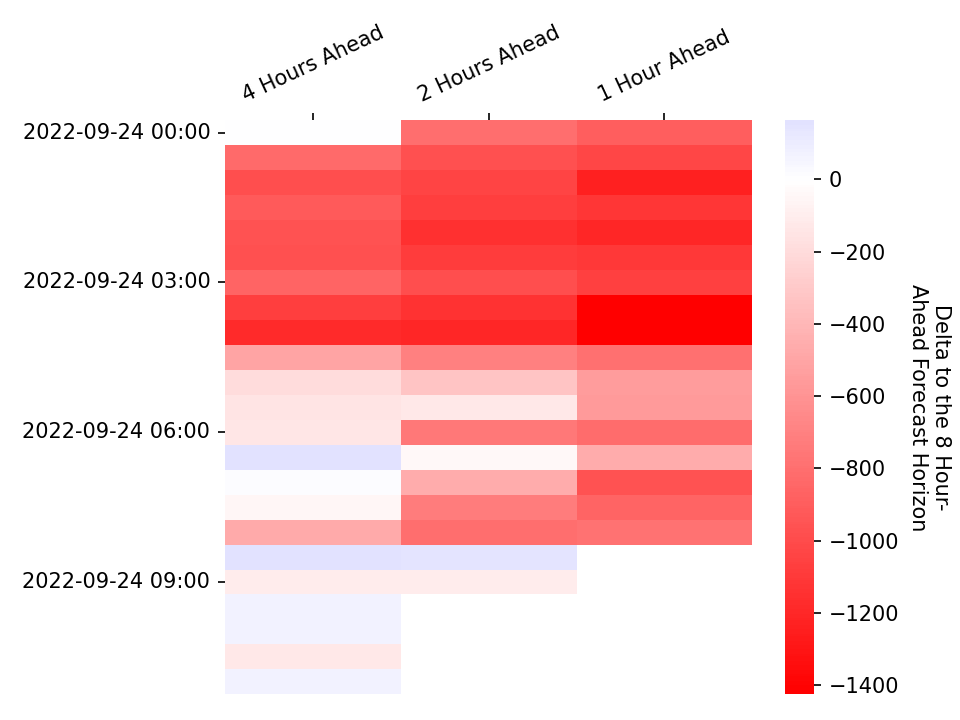 4 Hours Ahead
2 Hours Ahead
1 Hour Ahead
2022-09-24 00:00
2022-09-24 03:00
2022-09-24 06:00
2022-09-24 09:00
0
−200
−400
−600
−800
−1000
−1200
−1400
Delta to the 8 Hour-
Ahead Forecast Horizon